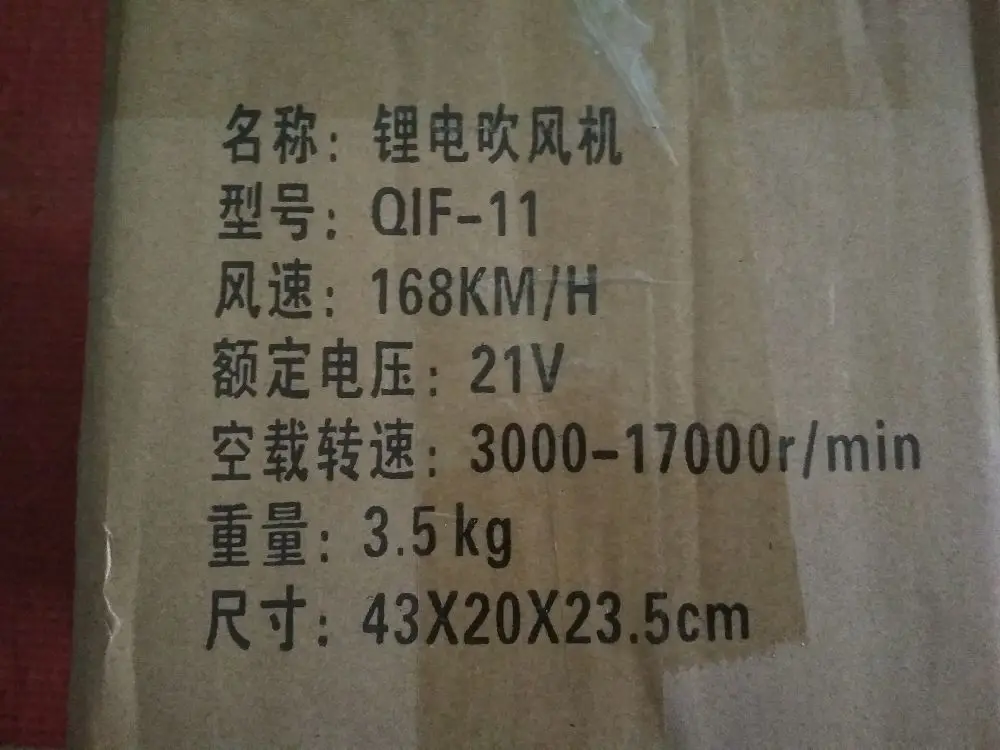 名称：锂电吹风机
型号：QIF-11
风速：168KM/H
额定电压：21V
空载转速：3000-17000r/min
重量：3.5kg
尺寸：43X20X23.5cm